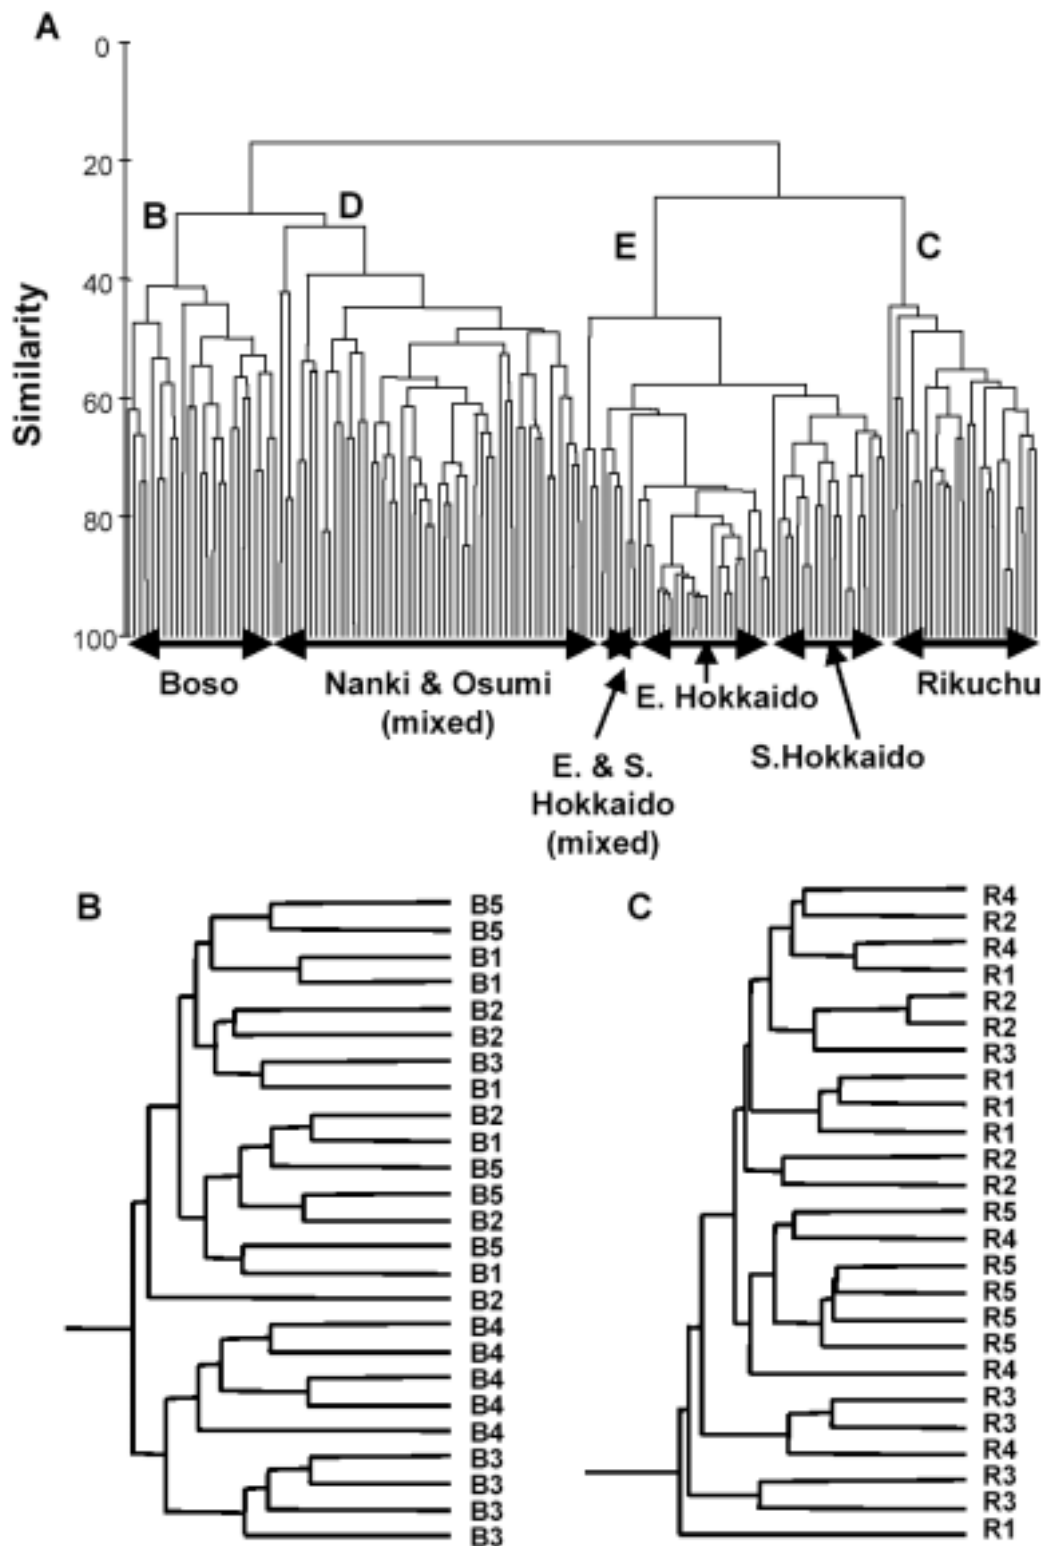 A
0
20
40
60
80
100
Similarity
B
D
E
C
Boso
Nanki & Osumi
(mixed)
E. & S.
Hokkaido
(mixed)
E. Hokkaido
S.Hokkaido
Rikuchu
B
B5
B5
B1
B1
B2
B2
B3
B1
B2
B1
B5
B5
B2
B5
B1
B2
B4
B4
B4
B4
B4
B3
B3
B3
B3
C
R4
R2
R4
R1
R2
R2
R3
R1
R1
R1
R2
R2
R5
R4
R5
R5
R5
R5
R4
R3
R3
R4
R3
R3
R1